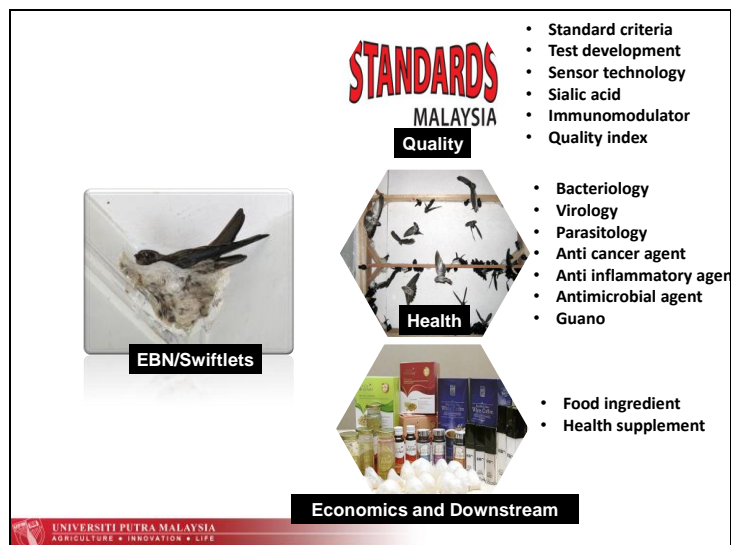 STANDARDS
MALAYSIA
Quality
• Standard criteria
• Test development
• Sensor technology
• Sialic acid
• Immunomodulator
• Quality index
EBN/Swiftlets
Health
• Bacteriology
• Virology
• Parasitology
• Anti cancer agent
• Anti inflammatory agen
• Antimicrobial agent
• Guano
• Food ingredient
• Health supplement
Economics and Downstream
UNIVERSITI PUTRA MALAYSIA
AGRICULTURE • INNOVATION • LIFE